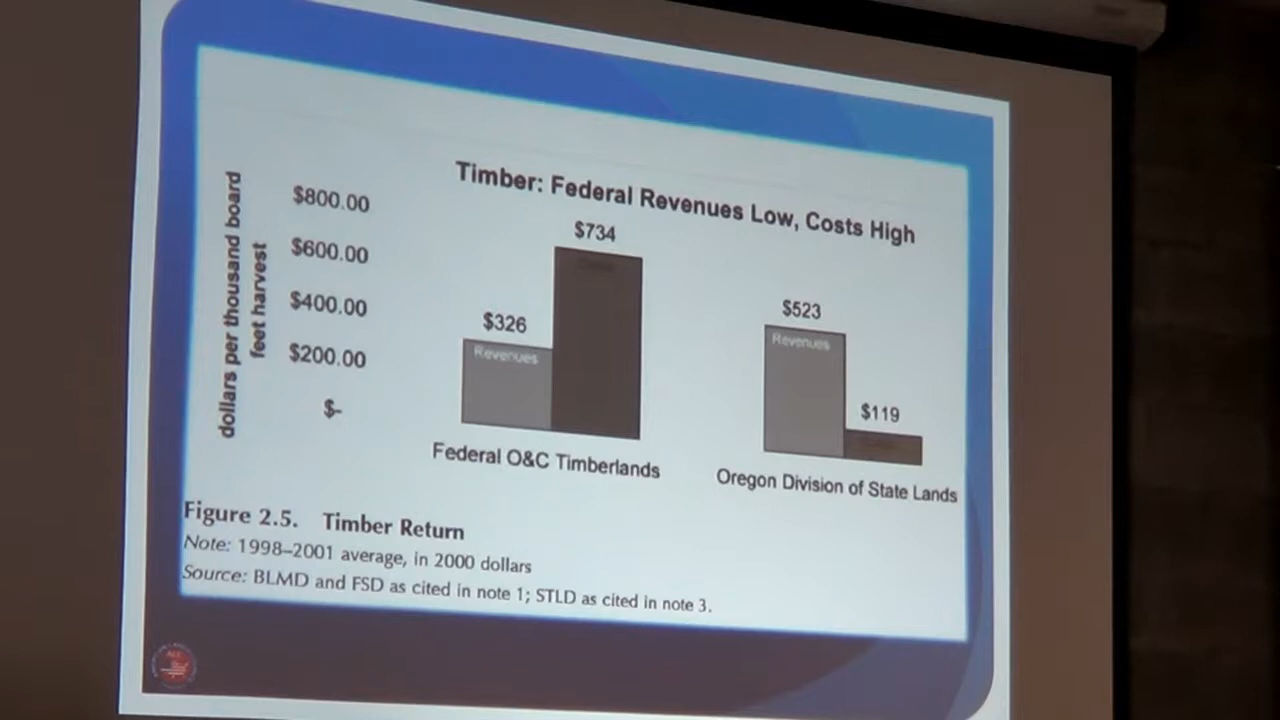 Timber: Federal Revenues Low, Costs High
dollars per thousand board
feet harvest
$800.00
$600.00
$400.00
$200.00
$-
$326
Revenues
$734
$523
Revenues
$119
Federal O&C Timberlands
Oregon Division of State Lands
Figure 2.5. Timber Return
Note: 1998–2001 average, in 2000 dollars
Source: BLMD and FSD as cited in note 1; STLD as cited in note 3.